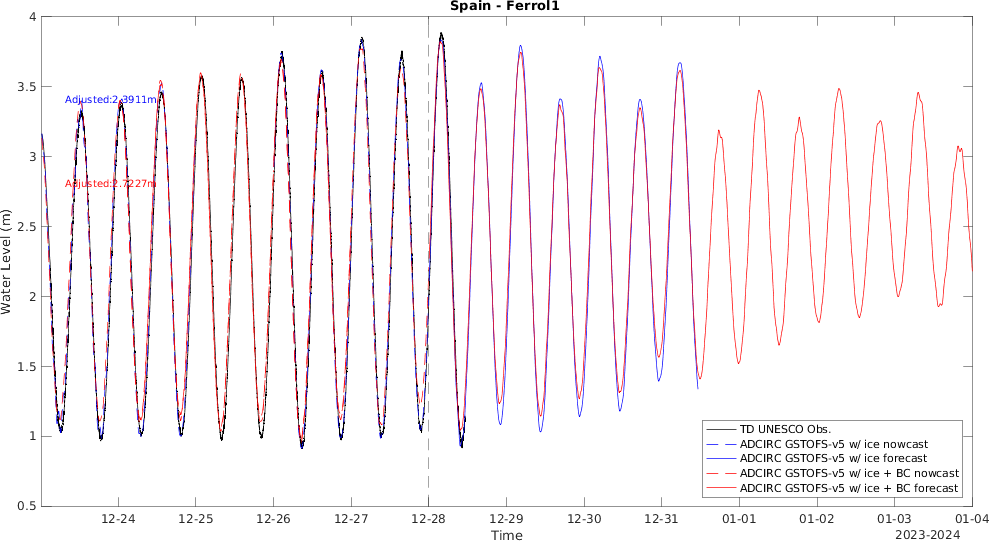 Spain - Ferrol1
4
3.5
3
2.5
2
1.5
1
0.5
Water Level (m)
Adjusted:2.3911m
Adjusted:2.7227m
TD UNESCO Obs.
ADCIRC GSTOFS-v5 w/ ice nowcast
ADCIRC GSTOFS-v5 w/ ice forecast
ADCIRC GSTOFS-v5 w/ ice + BC nowcast
ADCIRC GSTOFS-v5 w/ ice + BC forecast
12-24 12-25 12-26 12-27 12-28 12-29 12-30 12-31 01-01 01-02 01-03 01-04
Time
2023-2024